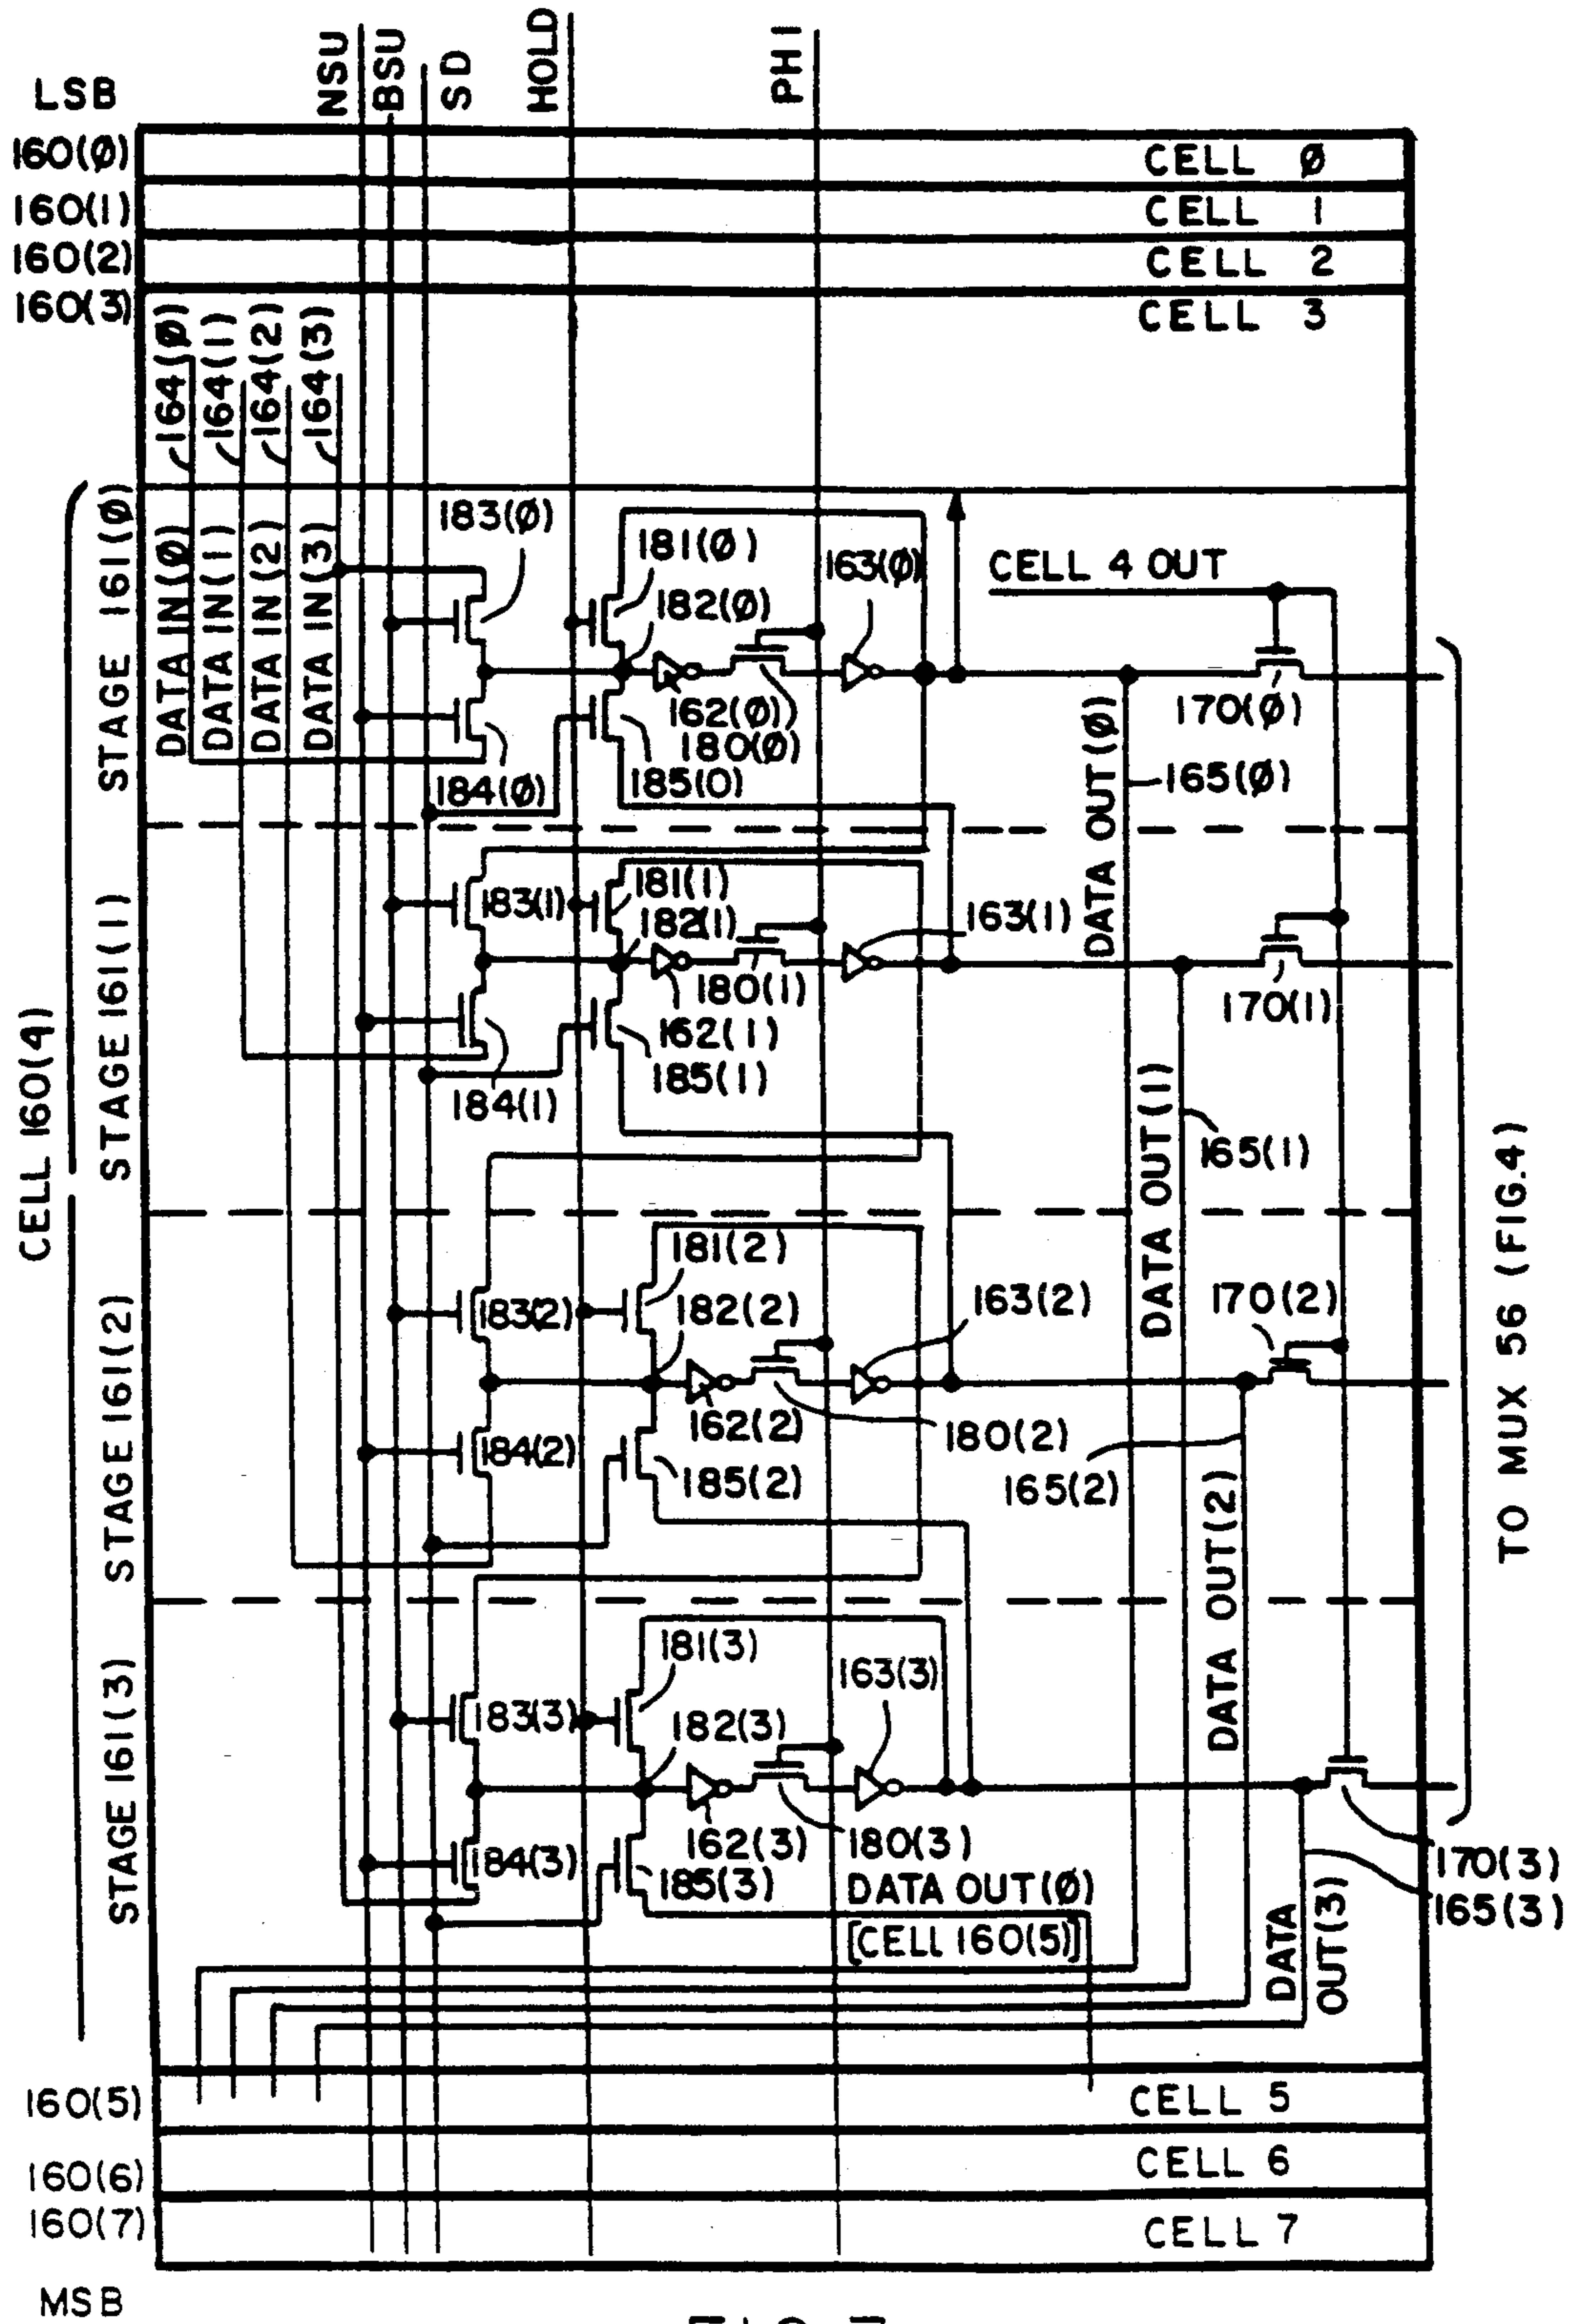 LSB
NSU
BSU
SD
HOLD
PH I
160(Ø)
CELL Ø
160(1)
CELL 1
160(2)
CELL 2
160(3)
CELL 3
164(Ø)
164(1)
164(2)
164(3)
DATA IN(Ø)
DATA IN(1)
DATA IN(2)
DATA IN(3)
CELL 160(4)
STAGE 161(Ø)
183(Ø)
181(Ø)
182(Ø)
163(Ø)
CELL 4 OUT
162(Ø)
180(Ø)
170(Ø)
184(Ø)
185(0)
DATA OUT(Ø)
165(Ø)
STAGE 161(1)
183(1)
181(1)
182(1)
163(1)
180(1)
162(1)
170(1)
184(1)
185(1)
DATA OUT(1)
165(1)
STAGE 161(2)
181(2)
183(2)
182(2)
163(2)
170(2)
162(2)
180(2)
184(2)
185(2)
165(2)
DATA OUT(2)
TO MUX 56 (FIG.4)
STAGE 161(3)
181(3)
183(3)
182(3)
163(3)
162(3)
180(3)
184(3)
185(3)
170(3)
165(3)
DATA OUT(Ø)
[CELL 160(5)]
DATA
OUT(3)
160(5)
CELL 5
160(6)
CELL 6
160(7)
CELL 7
MSB